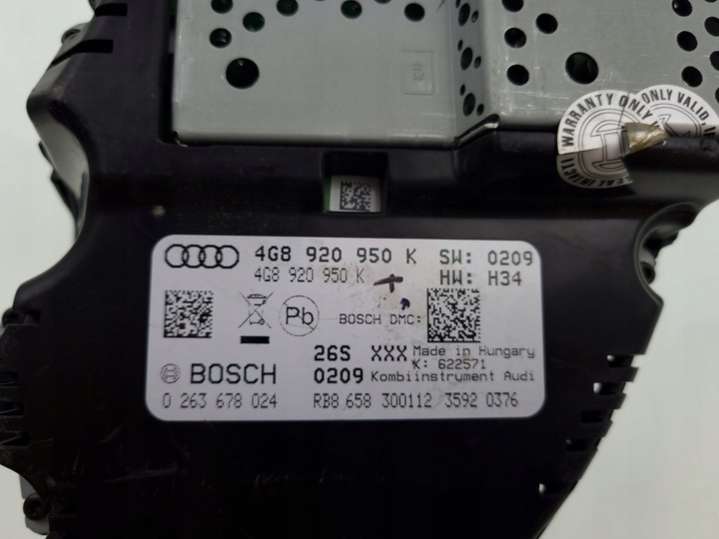 WARRANTY ONLY
ONLY VALID, I
4G8 920 950 K SW: 0209
4G8 920 950 K HW: H34
Pb BOSCH DMC:
26S XXX Made in Hungary
K: 622571
BOSCH 0209 Kombiinstrument Audi
0 263 678 024 RB8 658 300112 3592 0376